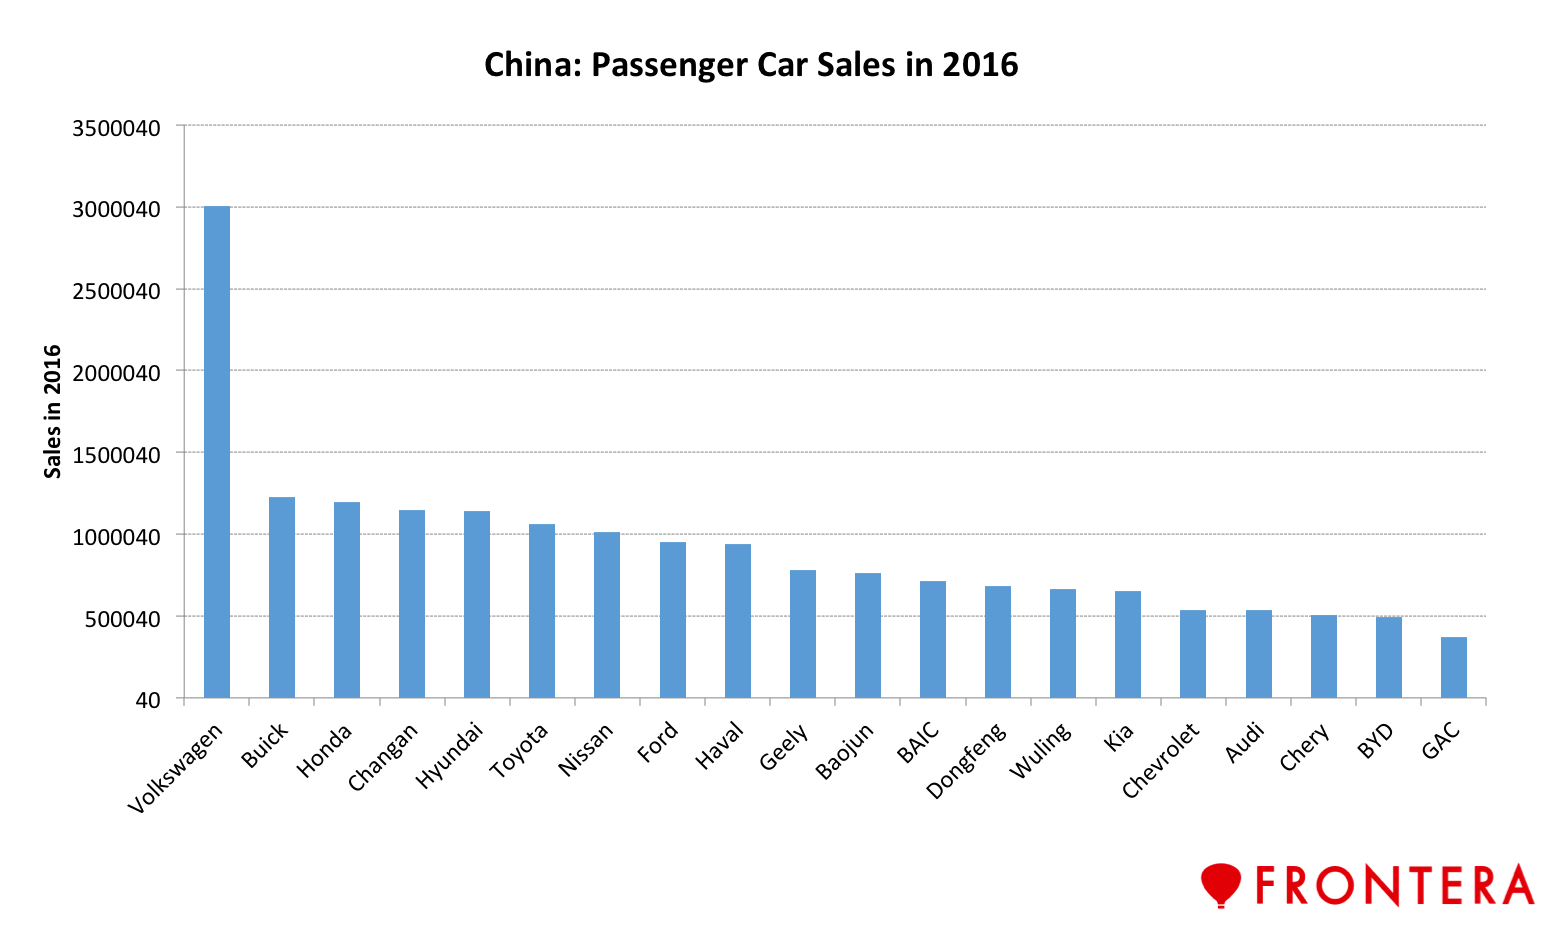 China: Passenger Car Sales in 2016
3500040
3000040
2500040
2000040
1500040
1000040
500040
40
Sales in 2016
Volkswagen
Buick
Honda
Changan
Hyundai
Toyota
Nissan
Ford
Haval
Geely
Baojun
BAIC
Dongfeng
Wuling
Kia
Chevrolet
Audi
Chery
BYD
GAC
FRONTERA